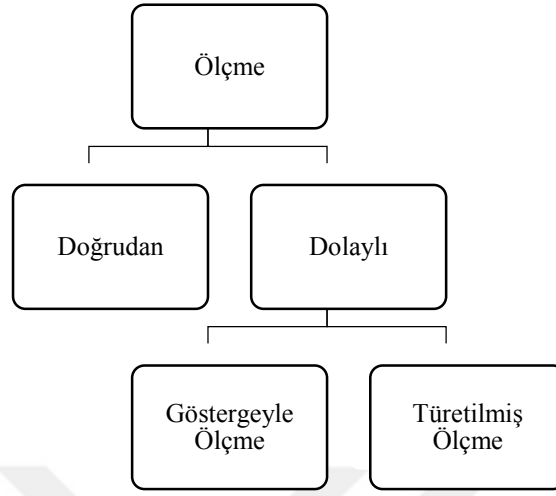 Ölçme
Doğrudan
Dolaylı
Göstergeyle
Ölçme
Türetilmiş
Ölçme